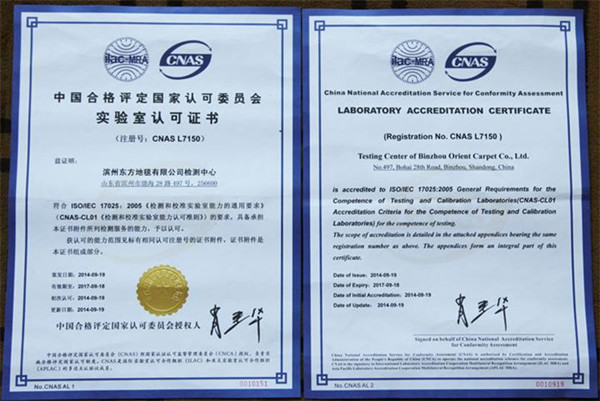 ilac-MRA
CNAS
中国合格评定国家认可委员会
实验室认可证书
（注册号：CNAS L7150）
兹证明：
滨州东方地毯有限公司检测中心
山东省滨州市渤海 28 路 497 号，256600
符合 ISO/IEC 17025：2005《检测和校准实验室能力的通用要求》
（CNAS-CL01《检测和校准实验室能力认可准则》）的要求，具备承担
本证书附件所列检测服务的能力，予以认可。
获认可的能力范围见标有相同认可注册号的证书附件，证书附件是
本证书组成部分。
签发日期：2014-09-19
有效期至：2017-09-18
初次认可：2014-09-19
更新日期：2014-09-19
中国合格评定国家认可委员会授权人
No.CNAS AL 1
0010151
ilac-MRA
CNAS
China National Accreditation Service for Conformity Assessment
LABORATORY ACCREDITATION CERTIFICATE
(Registration No. CNAS L7150 )
Testing Center of Binzhou Orient Carpet Co., Ltd.
No.497, Bohai 28th Road, Binzhou, Shandong, China
is accredited to ISO/IEC 17025:2005 General Requirements for the
Competence of Testing and Calibration Laboratories(CNAS-CL01
Accreditation Criteria for the Competence of Testing and Calibration
Laboratories) for the competence of testing.
The scope of accreditation is detailed in the attached appendices bearing the same
registration number as above. The appendices form an integral part of this
certificate.
Date of Issue: 2014-09-19
Date of Expiry: 2017-09-18
Date of Initial Accreditation: 2014-09-19
Date of Update: 2014-09-19
Signed on behalf of China National Accreditation Service
for Conformity Assessment
No.CNAS AL 2
0010919